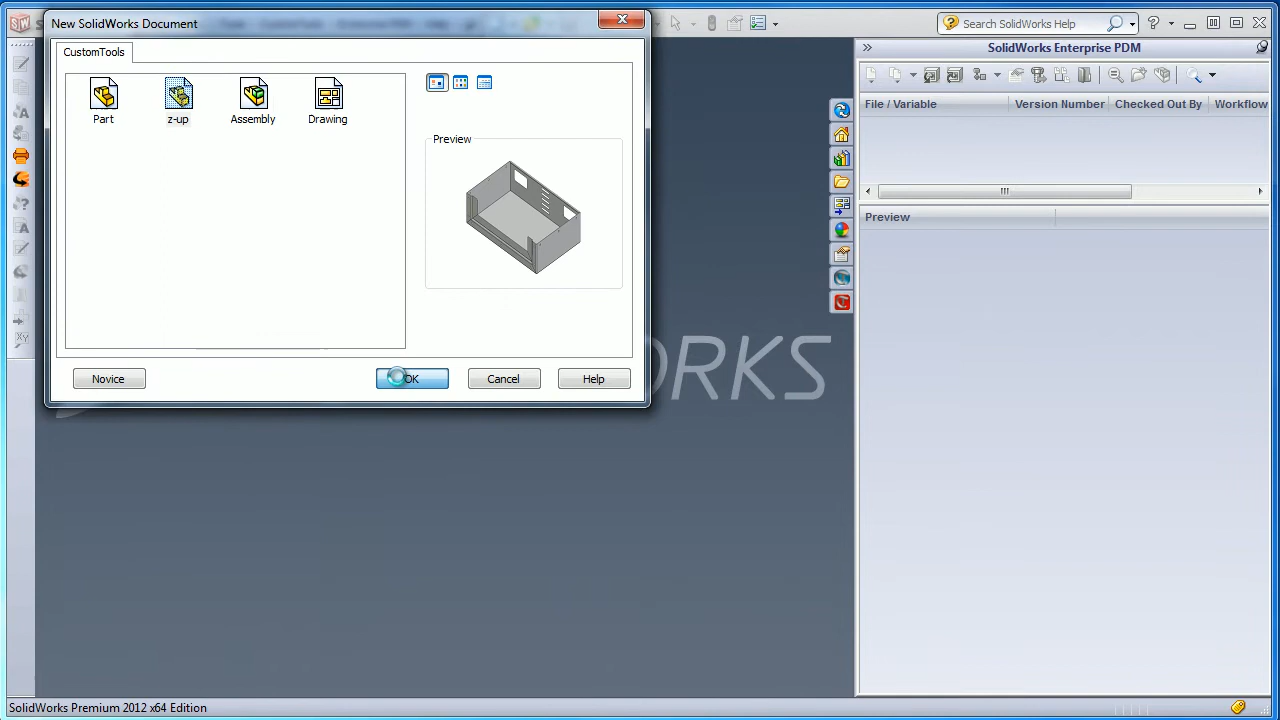 New SolidWorks Document
Search SolidWorks Help
SolidWorks Enterprise PDM
CustomTools
Part
z-up
Assembly
Drawing
Preview
File / Variable
Version Number
Checked Out By
Workflow
Preview
Novice
OK
Cancel
Help
ORKS
SolidWorks Premium 2012 x64 Edition